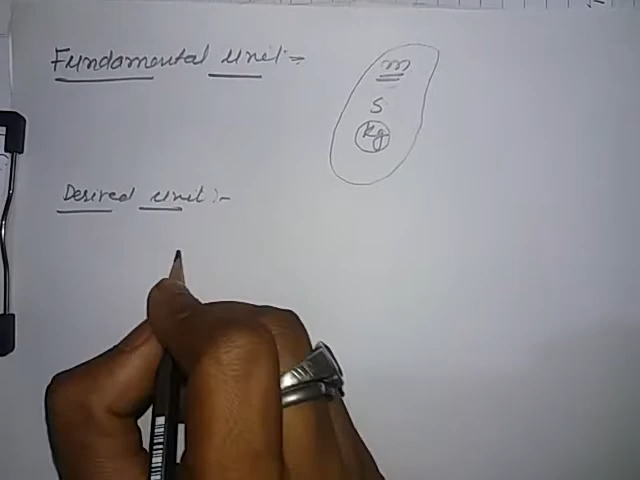 Fundamental unit:-
m
s
kg
Desired unit:-